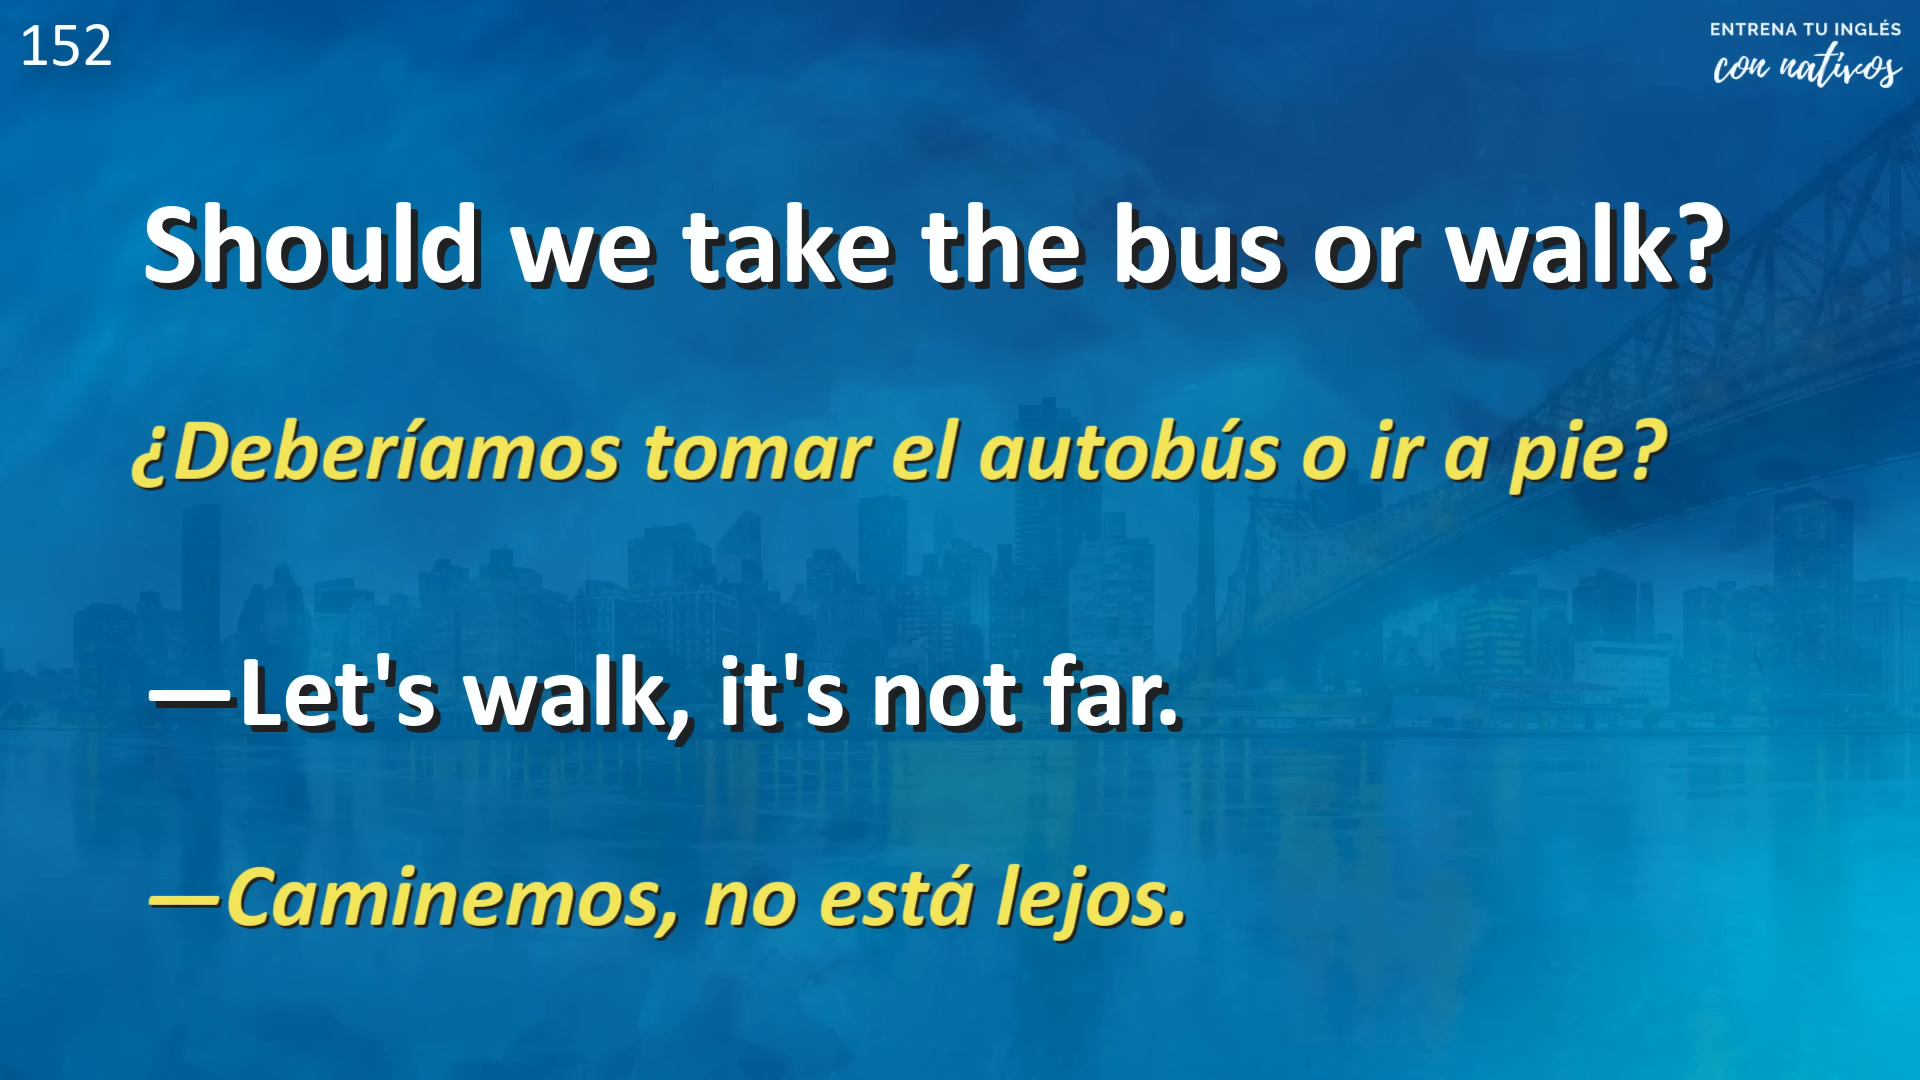 152
ENTRENA TU INGLÉS
con nativos
Should we take the bus or walk?
¿Deberíamos tomar el autobús o ir a pie?
—Let's walk, it's not far.
—Caminemos, no está lejos.